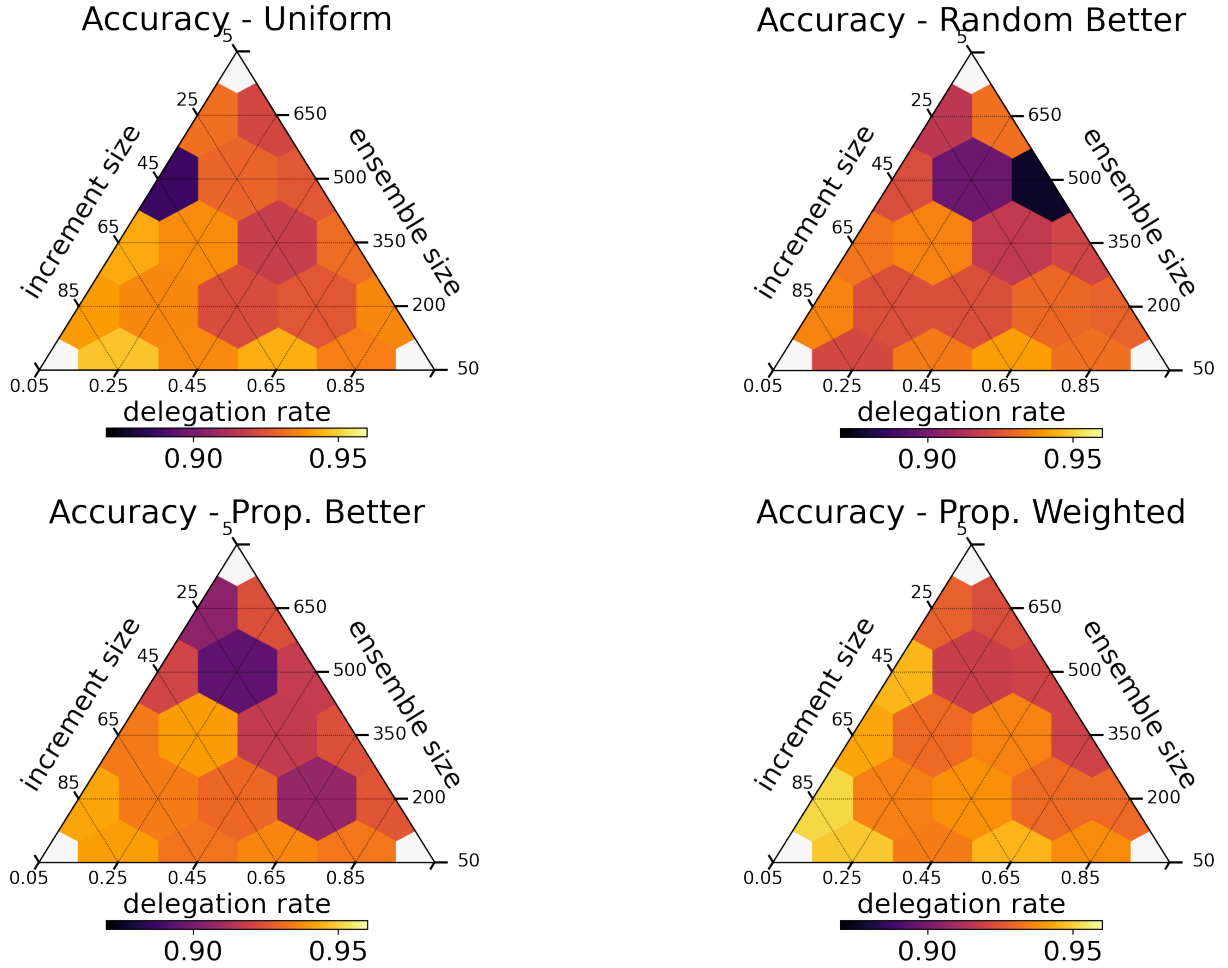 Accuracy - Uniform
5
25
45
65
85
increment size
650
500
350
200
50
ensemble size
0.05 0.25 0.45 0.65 0.85
delegation rate
0.90 0.95
Accuracy - Random Better
5
25
45
65
85
increment size
650
500
350
200
50
ensemble size
0.05 0.25 0.45 0.65 0.85
delegation rate
0.90 0.95
Accuracy - Prop. Better
5
25
45
65
85
increment size
650
500
350
200
50
ensemble size
0.05 0.25 0.45 0.65 0.85
delegation rate
0.90 0.95
Accuracy - Prop. Weighted
5
25
45
65
85
increment size
650
500
350
200
50
ensemble size
0.05 0.25 0.45 0.65 0.85
delegation rate
0.90 0.95